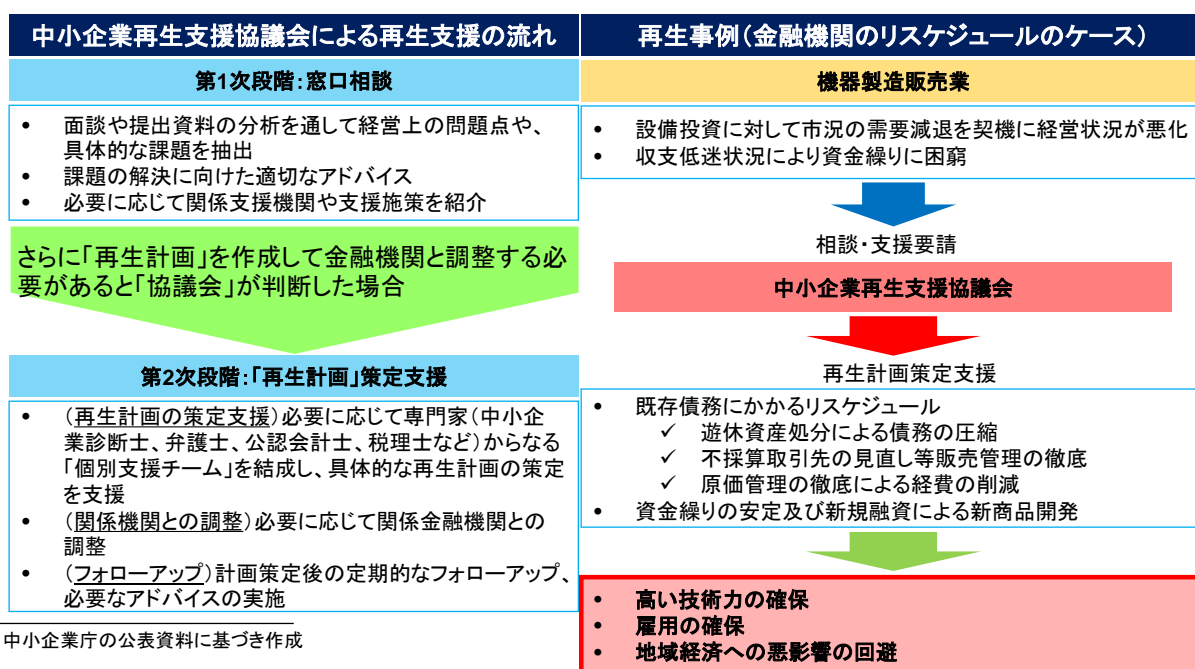 中小企業再生支援協議会による再生支援の流れ
第1次段階:窓口相談
• 面談や提出資料の分析を通して経営上の問題点や、
具体的な課題を抽出
• 課題の解決に向けた適切なアドバイス
• 必要に応じて関係支援機関や支援施策を紹介
さらに「再生計画」を作成して金融機関と調整する必
要があると「協議会」が判断した場合
第2次段階:「再生計画」策定支援
• (再生計画の策定支援)必要に応じて専門家(中小企
業診断士、弁護士、公認会計士、税理士など)からなる
「個別支援チーム」を結成し、具体的な再生計画の策定
を支援
• (関係機関との調整)必要に応じて関係金融機関との
調整
• (フォローアップ)計画策定後の定期的なフォローアップ、
必要なアドバイスの実施
中小企業庁の公表資料に基づき作成
再生事例(金融機関のリスケジュールのケース)
機器製造販売業
• 設備投資に対して市況の需要減退を契機に経営状況が悪化
• 収支低迷状況により資金繰りに困窮
相談・支援要請
中小企業再生支援協議会
再生計画策定支援
• 既存債務にかかるリスケジュール
✓ 遊休資産処分による債務の圧縮
✓ 不採算取引先の見直し等販売管理の徹底
✓ 原価管理の徹底による経費の削減
• 資金繰りの安定及び新規融資による新商品開発
• 高い技術力の確保
• 雇用の確保
• 地域経済への悪影響の回避